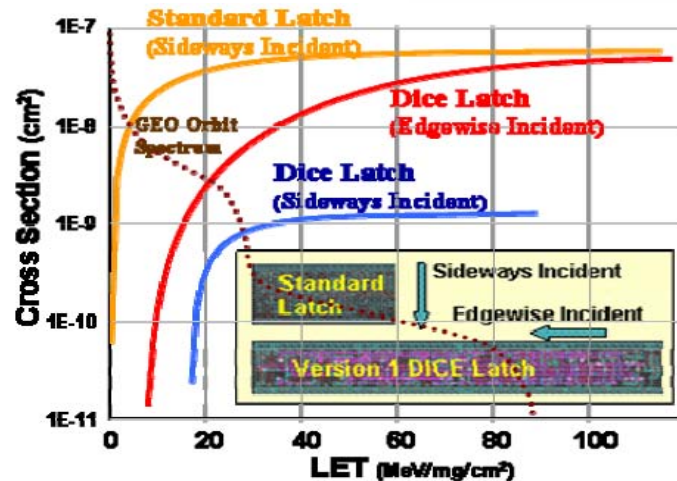 Standard Latch
(Sideways Incident)
Dice Latch
(Edgewise Incident)
GEO Orbit
Spectrum
Dice Latch
(Sideways Incident)
Standard
Latch
Sideways Incident
Edgewise Incident
Version 1 DICE Latch
Cross Section (cm²)
1E-7
1E-8
1E-9
1E-10
1E-11
0
20
40
60
80
100
LET (MeV/mg/cm²)